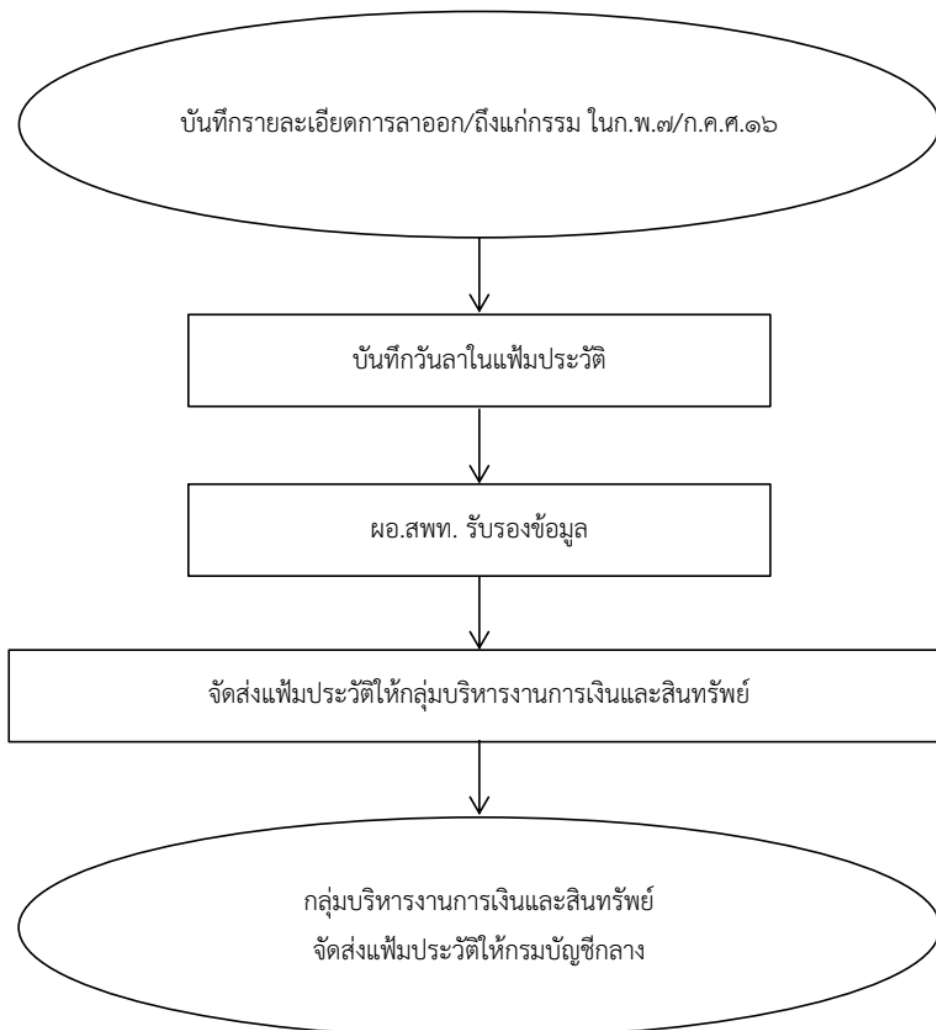 บันทึกรายละเอียดการลาออก/ถึงแก่กรรม ในก.พ.๗/ก.ค.ศ.๑๖
บันทึกวันลาในแฟ้มประวัติ
ผอ.สพท. รับรองข้อมูล
จัดส่งแฟ้มประวัติให้กลุ่มบริหารงานการเงินและสินทรัพย์
กลุ่มบริหารงานการเงินและสินทรัพย์
จัดส่งแฟ้มประวัติให้กรมบัญชีกลาง